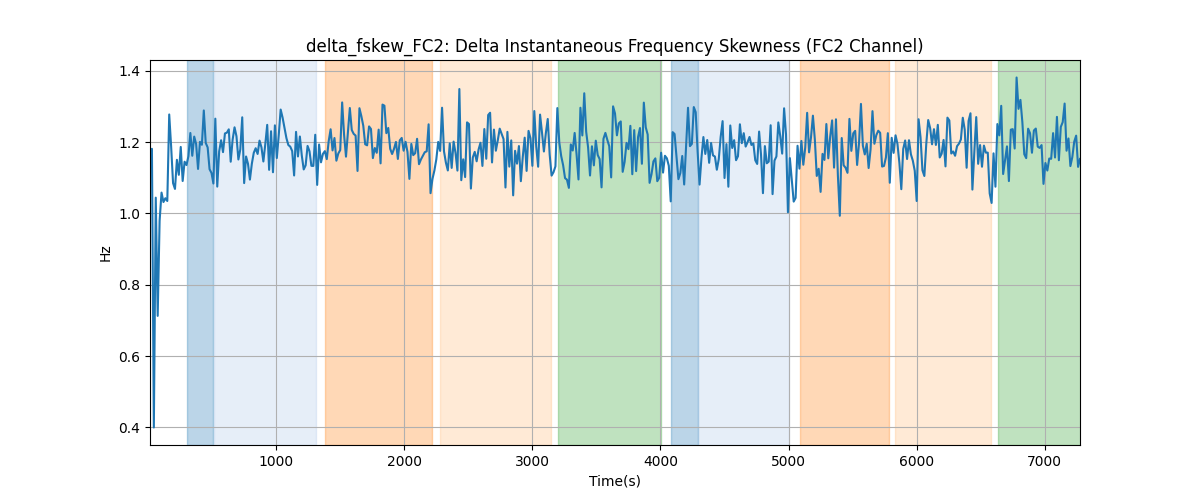 delta_fskew_FC2: Delta Instantaneous Frequency Skewness (FC2 Channel)
1.4
1.2
1.0
0.8
0.6
0.4
Hz
1000 2000 3000 4000 5000 6000 7000
Time(s)